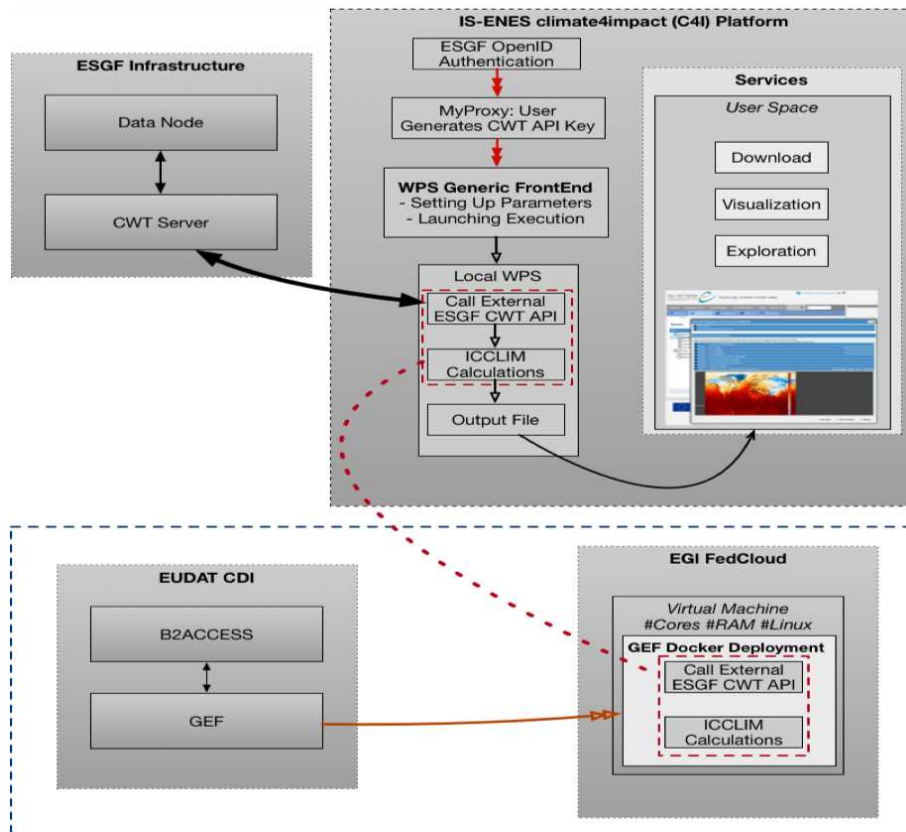 IS-ENES climate4impact (C4I) Platform
ESGF Infrastructure
Data Node
CWT Server
ESGF OpenID
Authentication
MyProxy: User
Generates CWT API Key
WPS Generic FrontEnd
- Setting Up Parameters
- Launching Execution
Local WPS
Call External
ESGF CWT API
ICCLIM
Calculations
Output File
Services
User Space
Download
Visualization
Exploration
EUDAT CDI
B2ACCESS
GEF
EGI FedCloud
Virtual Machine
#Cores #RAM #Linux
GEF Docker Deployment
Call External
ESGF CWT API
ICCLIM
Calculations